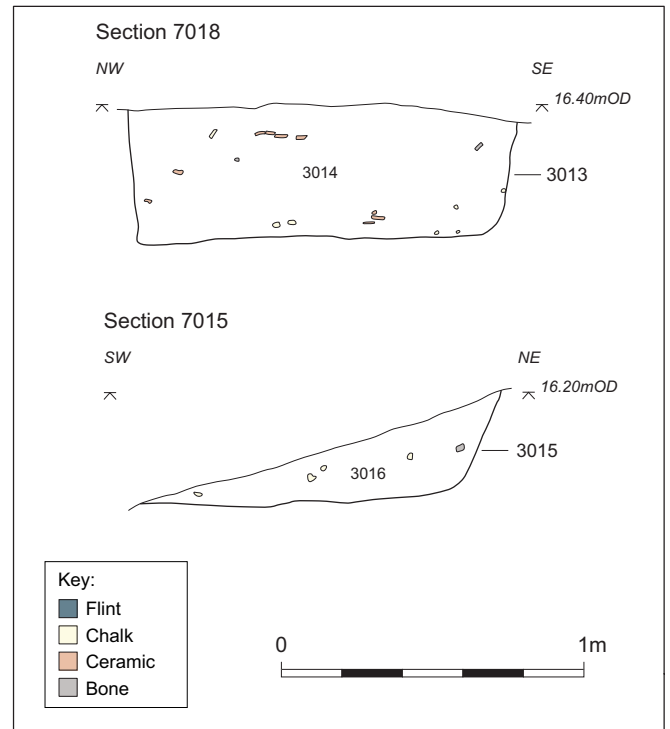 Section 7018
NW SE
16.40mOD
3014 3013
Section 7015
SW NE
16.20mOD
3016 3015
Key:
Flint
Chalk
Ceramic
Bone
0 1m